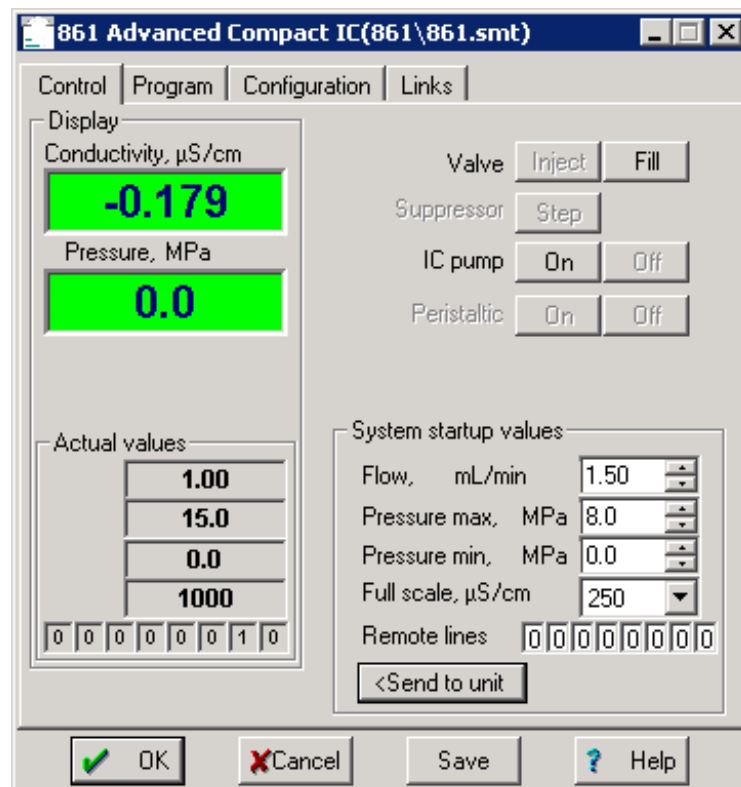 861 Advanced Compact IC(861\861.smt)
Control Program Configuration Links
Display
Conductivity, µS/cm
-0.179
Pressure, MPa
0.0
Valve Inject Fill
Suppressor Step
IC pump On Off
Peristaltic On Off
Actual values
1.00
15.0
0.0
1000
0 0 0 0 0 0 1 0
System startup values
Flow, mL/min 1.50
Pressure max, MPa 8.0
Pressure min, MPa 0.0
Full scale, µS/cm 250
Remote lines 0 0 0 0 0 0 0 0
<Send to unit
OK Cancel Save ? Help